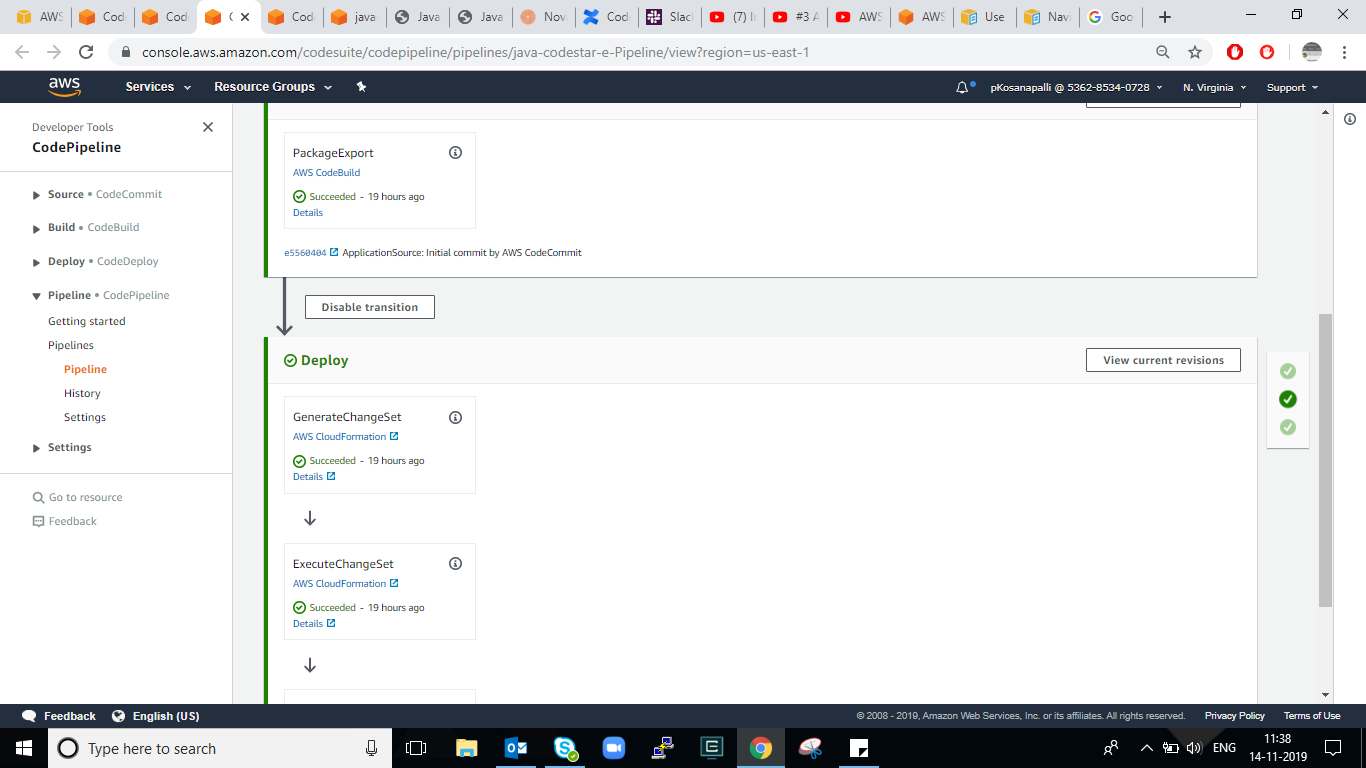 AWS
Code
Code
C
Code
java-
Java
Java
Nova
Code
Slac
(7) I
#3 A
AWS
AWS
Use
Navi
Goo
console.aws.amazon.com/codesuite/codepipeline/pipelines/java-codestar-e-Pipeline/view?region=us-east-1
aws
Services
Resource Groups
pKosanapalli @ 5362-8534-0728
N. Virginia
Support
Developer Tools
CodePipeline
Source • CodeCommit
Build • CodeBuild
Deploy • CodeDeploy
Pipeline • CodePipeline
Getting started
Pipelines
Pipeline
History
Settings
Settings
Go to resource
Feedback
PackageExport
AWS CodeBuild
Succeeded - 19 hours ago
Details
e5560404 ApplicationSource: Initial commit by AWS CodeCommit
Disable transition
Deploy
View current revisions
GenerateChangeSet
AWS CloudFormation
Succeeded - 19 hours ago
Details
ExecuteChangeSet
AWS CloudFormation
Succeeded - 19 hours ago
Details
Feedback
English (US)
© 2008 - 2019, Amazon Web Services, Inc. or its affiliates. All rights reserved.
Privacy Policy
Terms of Use
Type here to search
ENG
11:38
14-11-2019